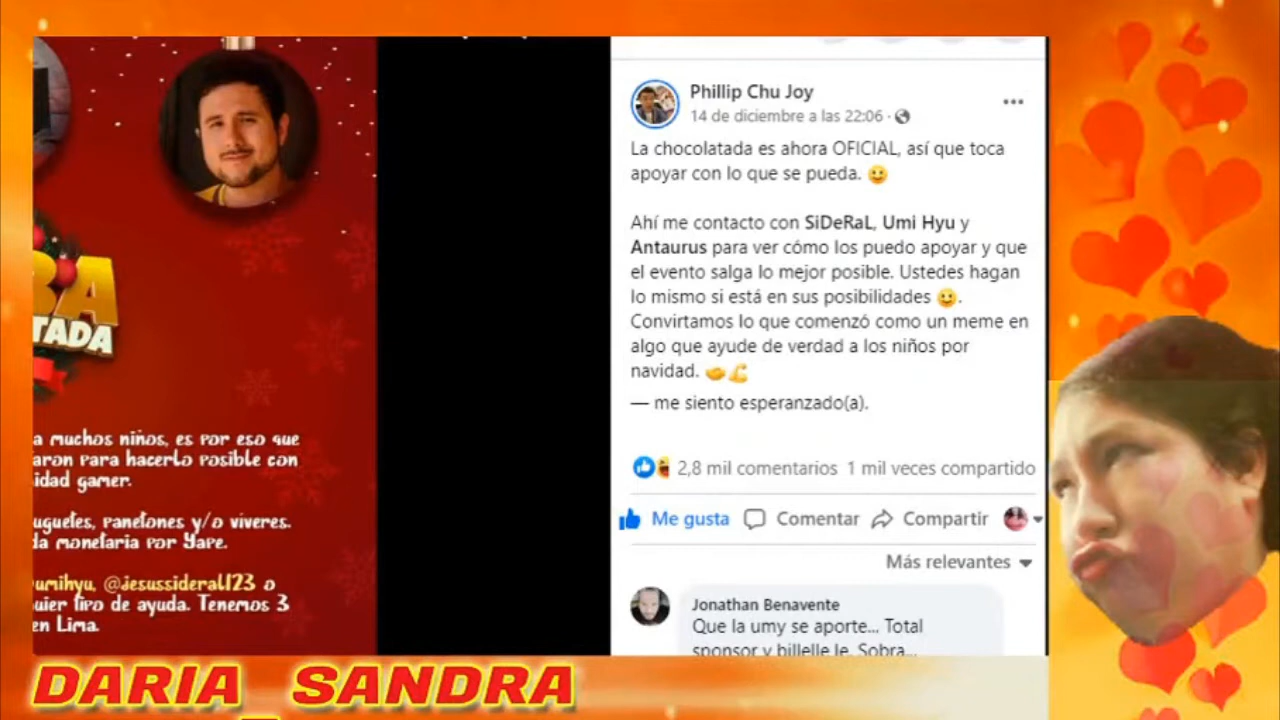 BA
TADA
a muchos niños, es por eso que
aron para hacerlo posible con
idad gamer.
uguetes, panetones y/o víveres.
da monetaria por Yape.
umihyu, @jesussideral123 o
uier tipo de ayuda. Tenemos 3
en Lima.
Phillip Chu Joy
14 de diciembre a las 22:06 ·
La chocolatada es ahora OFICIAL, así que toca
apoyar con lo que se pueda. 😀
Ahí me contacto con SiDeRaL, Umi Hyu y
Antaurus para ver cómo los puedo apoyar y que
el evento salga lo mejor posible. Ustedes hagan
lo mismo si está en sus posibilidades 😀.
Convirtamos lo que comenzó como un meme en
algo que ayude de verdad a los niños por
navidad. 🤝💪
— me siento esperanzado(a).
2,8 mil comentarios 1 mil veces compartido
Me gusta Comentar Compartir
Más relevantes
Jonathan Benavente
Que la umy se aporte... Total
sponsor y billelle le. Sobra...
DARIA SANDRA